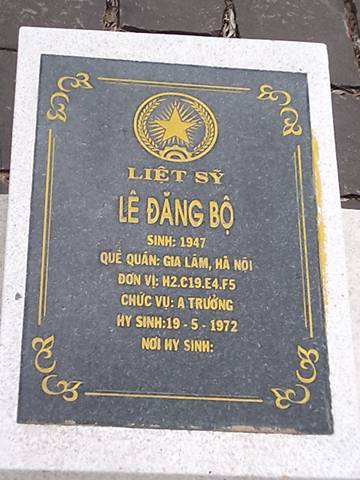 LIỆT SỸ
LÊ ĐĂNG BỘ
SINH: 1947
QUÊ QUÁN: GIA LÂM, HÀ NỘI
ĐƠN VỊ: H2.C19.E4.F5
CHỨC VỤ: A TRƯỞNG
HY SINH:19 - 5 - 1972
NƠI HY SINH: